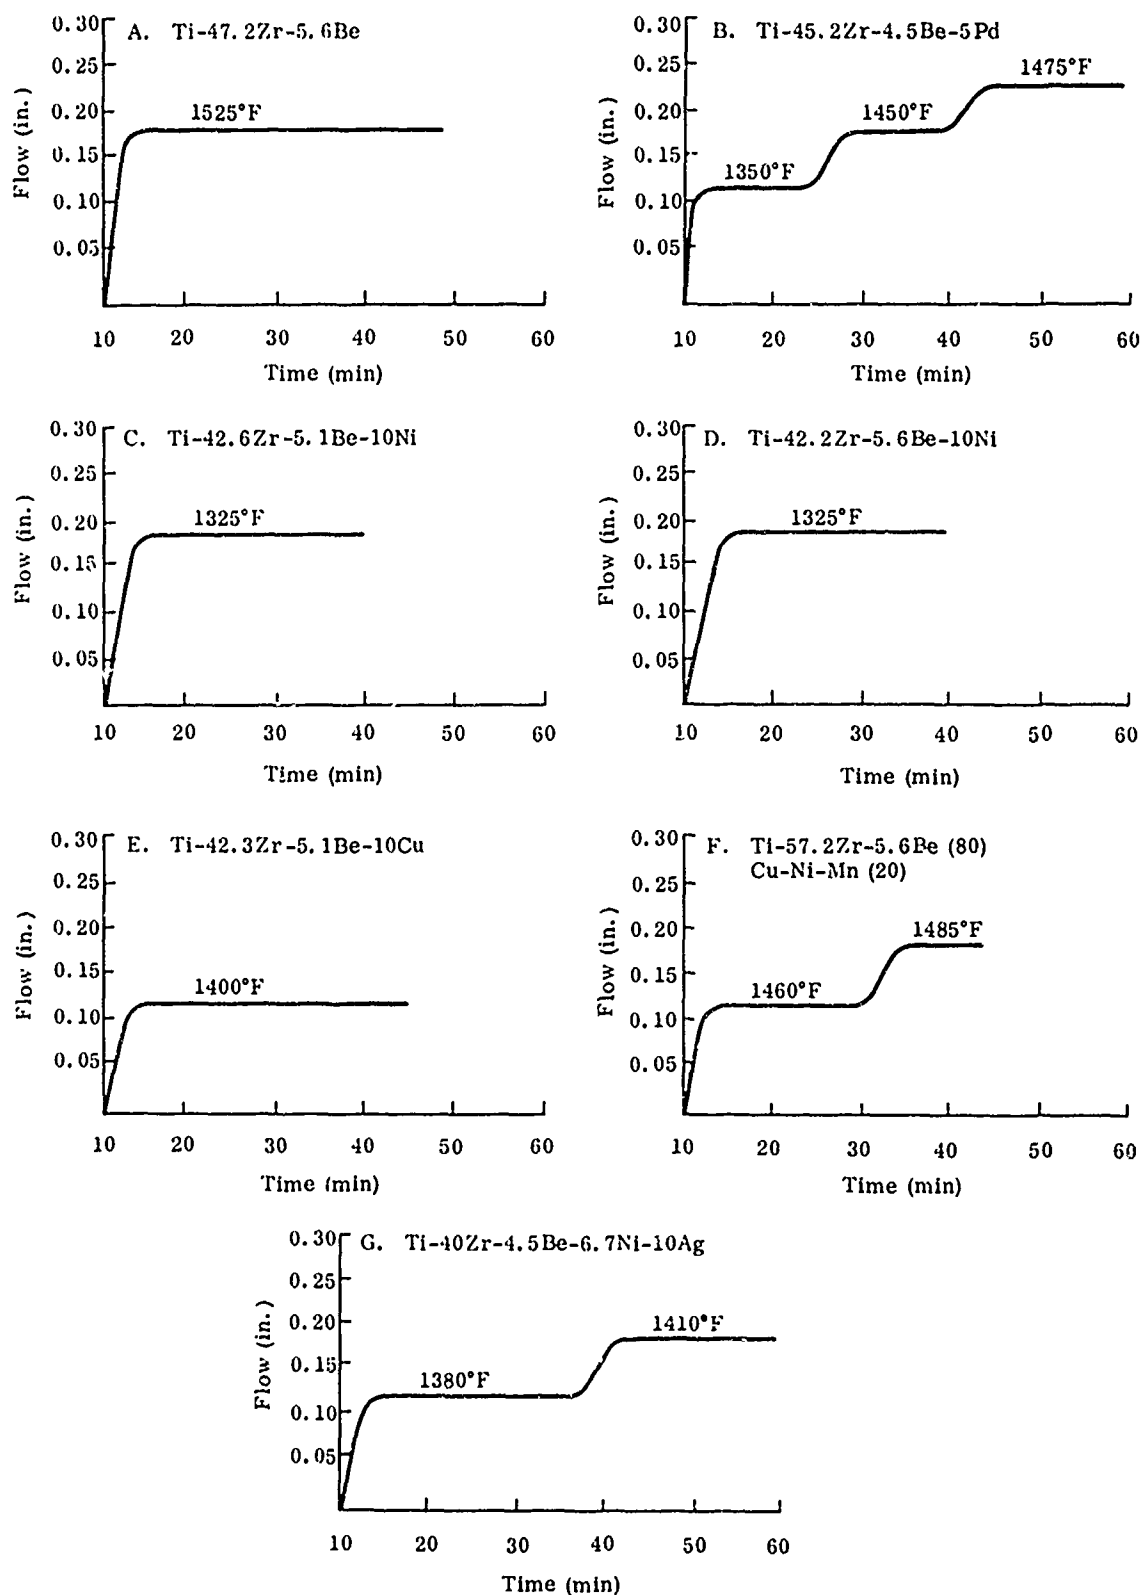 A. Ti-47.2Zr-5.6Be
0.30
0.25
0.20
0.15
0.10
0.05
Flow (in.)
1525°F
10 20 30 40 50 60
Time (min)
B. Ti-45.2Zr-4.5Be-5Pd
0.30
0.25
0.20
0.15
0.10
0.05
Flow (in.)
1475°F
1450°F
1350°F
10 20 30 40 50 60
Time (min)
C. Ti-42.6Zr-5.1Be-10Ni
0.30
0.25
0.20
0.15
0.10
0.05
Flow (in.)
1325°F
10 20 30 40 50 60
Time (min)
D. Ti-42.2Zr-5.6Be-10Ni
0.30
0.25
0.20
0.15
0.10
0.05
Flow (in.)
1325°F
10 20 30 40 50 60
Time (min)
E. Ti-42.3Zr-5.1Be-10Cu
0.30
0.25
0.20
0.15
0.10
0.05
Flow (in.)
1400°F
10 20 30 40 50 60
Time (min)
F. Ti-57.2Zr-5.6Be (80)
Cu-Ni-Mn (20)
0.30
0.25
0.20
0.15
0.10
0.05
Flow (in.)
1485°F
1460°F
10 20 30 40 50 60
Time (min)
G. Ti-40Zr-4.5Be-6.7Ni-10Ag
0.30
0.25
0.20
0.15
0.10
0.05
Flow (in.)
1410°F
1380°F
10 20 30 40 50 60
Time (min)